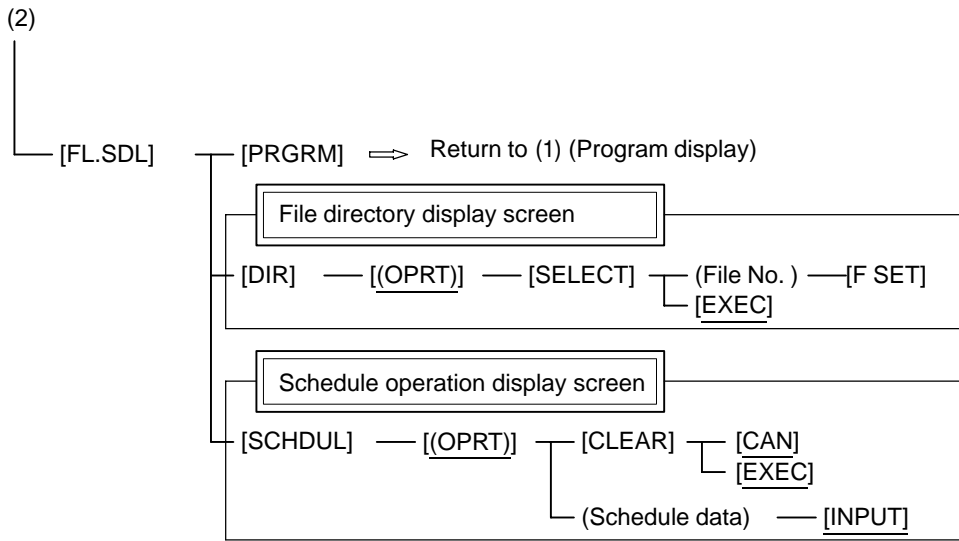 (2)
[FL.SDL] [PRGRM] Return to (1) (Program display)
File directory display screen
[DIR] [(OPRT)] [SELECT] (File No. ) [F SET]
[EXEC]
Schedule operation display screen
[SCHDUL] [(OPRT)] [CLEAR] [CAN]
[EXEC]
(Schedule data) [INPUT]